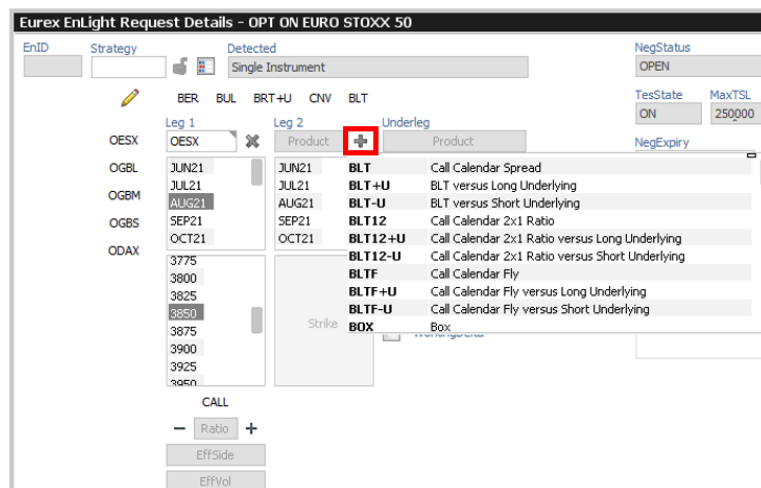 Eurex EnLight Request Details - OPT ON EURO STOXX 50
EnID Strategy Detected NegStatus
Single Instrument OPEN
BER BUL BRT+U CNV BLT TesState MaxTSL
ON 250000
Leg 1 Leg 2 Underleg
OESX OESX Product Product NegExpiry
OGBL JUN21 JUN21 BLT Call Calendar Spread
JUL21 JUL21 BLT+U BLT versus Long Underlying
OGBM AUG21 AUG21 BLT-U BLT versus Short Underlying
OGBS SEP21 SEP21 BLT12 Call Calendar 2x1 Ratio
OCT21 OCT21 BLT12+U Call Calendar 2x1 Ratio versus Long Underlying
ODAX BLT12-U Call Calendar 2x1 Ratio versus Short Underlying
3775
3800 BLTF Call Calendar Fly
3825 BLTF+U Call Calendar Fly versus Long Underlying
3850 BLTF-U Call Calendar Fly versus Short Underlying
3875 Strike BOX Box
3900
3925
3950
CALL
Ratio
EffSide
EffVol